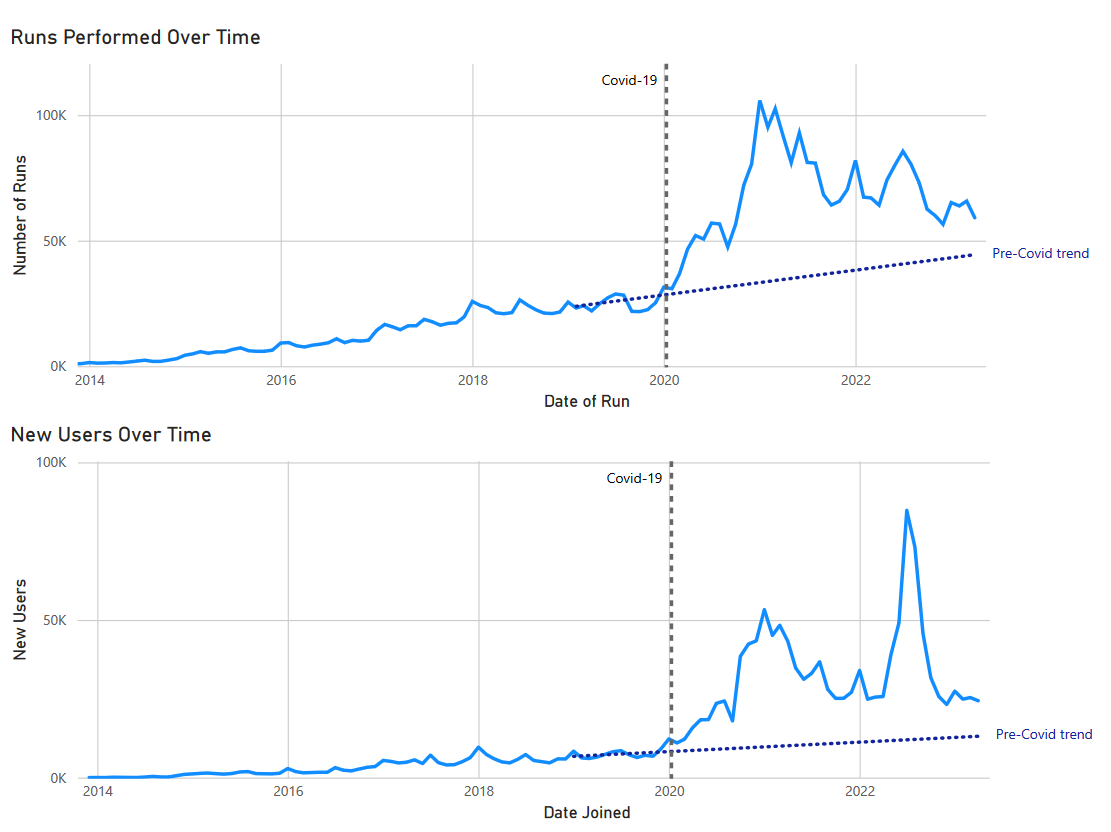 Runs Performed Over Time
Covid-19
100K
50K
0K
Number of Runs
Pre-Covid trend
2014 2016 2018 2020 2022
Date of Run
New Users Over Time
100K
Covid-19
50K
0K
New Users
Pre-Covid trend
2014 2016 2018 2020 2022
Date Joined